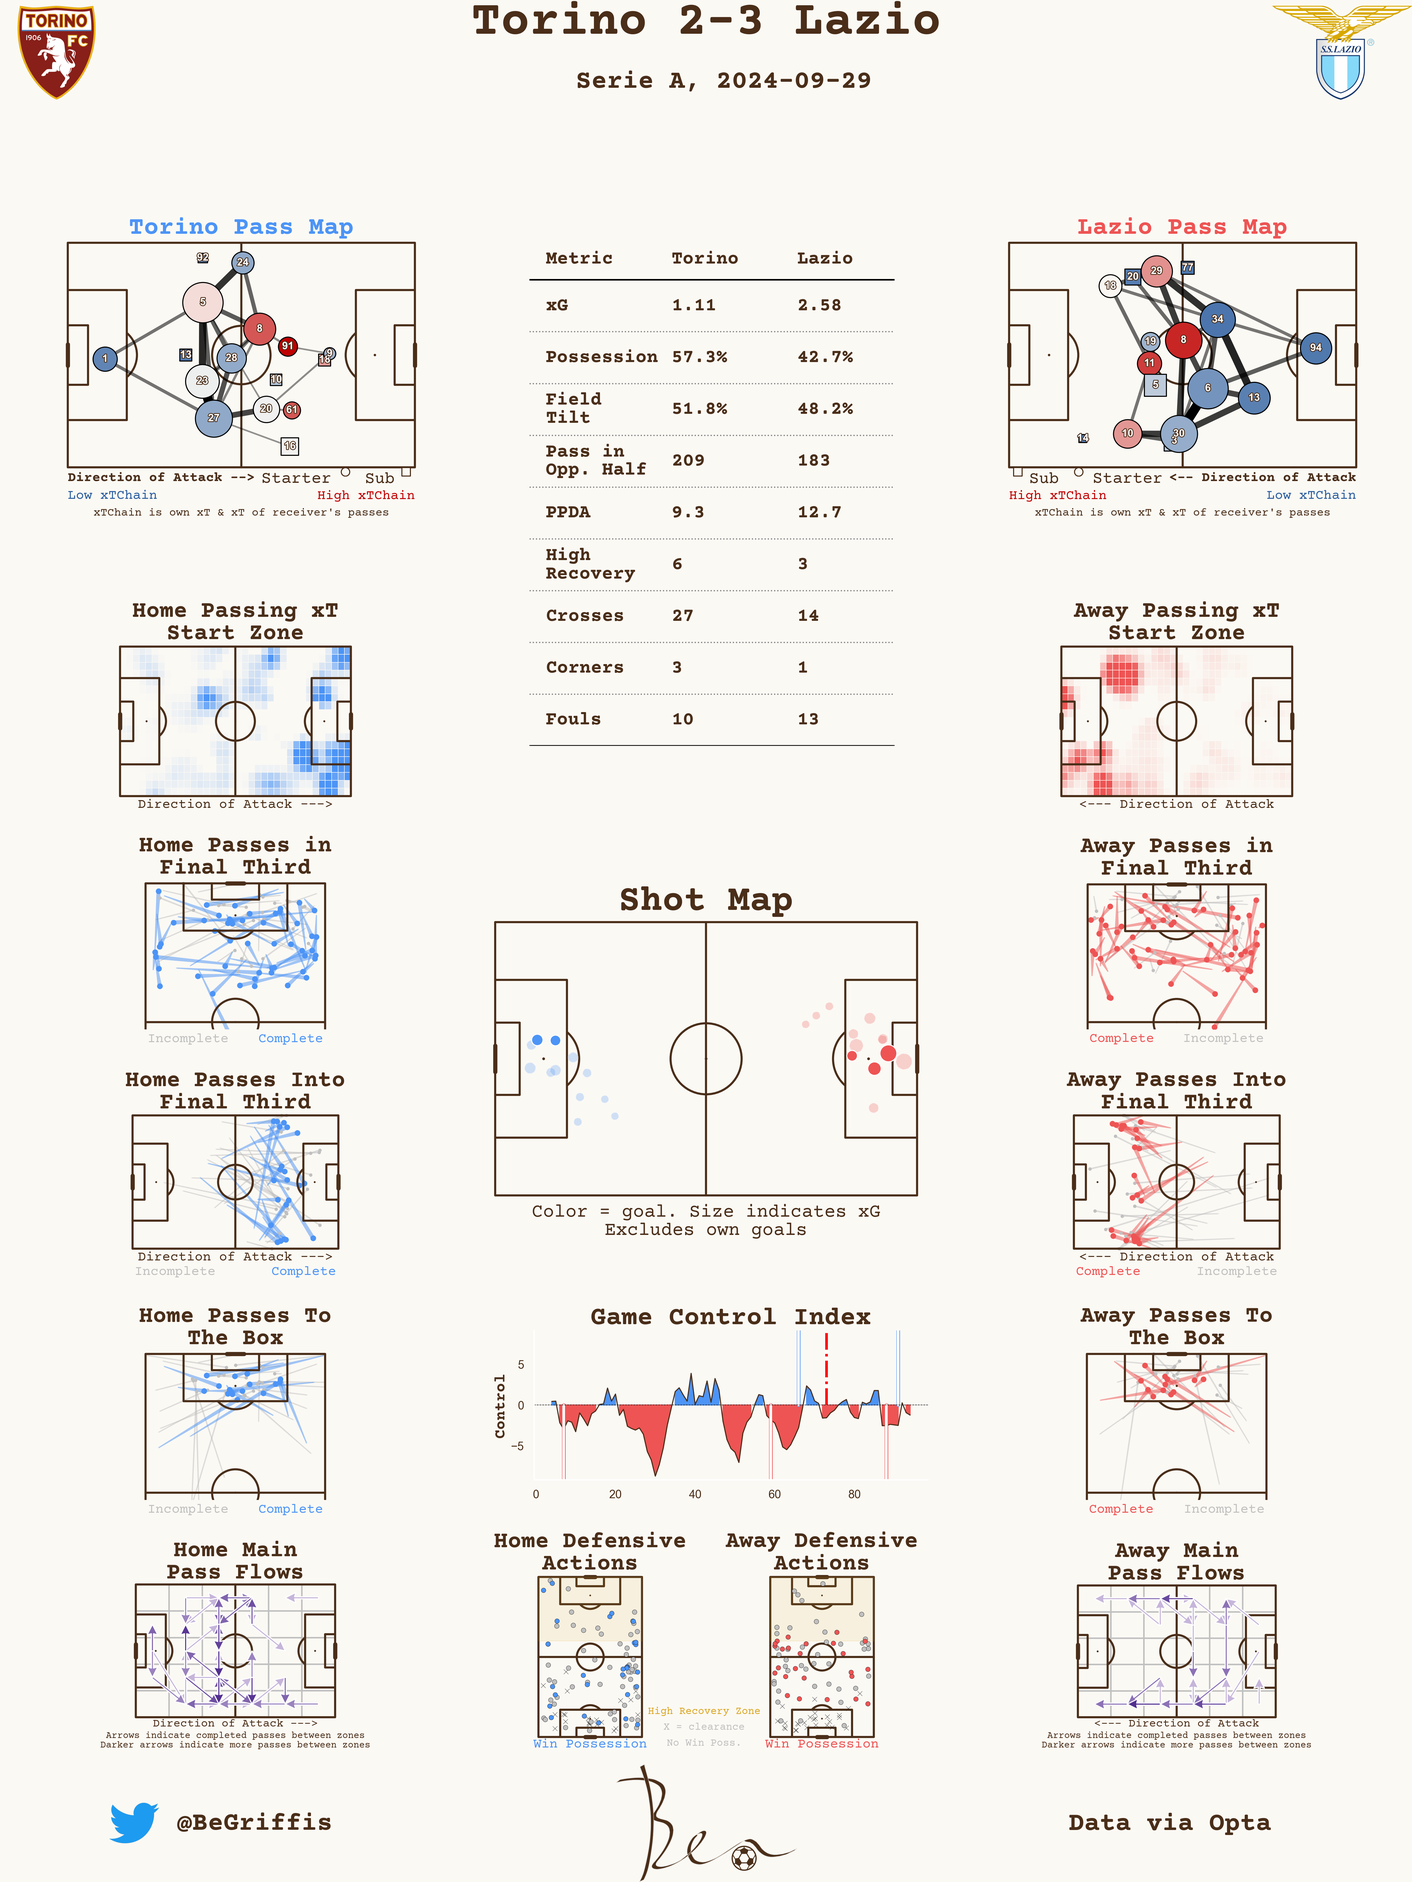 Torino 2-3 Lazio
Serie A, 2024-09-29
TORINO
1906 FC
S.S.LAZIO
®
Torino Pass Map
92
24
5
8
1
13
28
91
9
18
23
10
20
61
27
16
Direction of Attack --> Starter Sub
Low xTChain High xTChain
xTChain is own xT & xT of receiver's passes
Metric Torino Lazio
xG 1.11 2.58
Possession 57.3% 42.7%
Field
Tilt 51.8% 48.2%
Pass in
Opp. Half 209 183
PPDA 9.3 12.7
High
Recovery 6 3
Crosses 27 14
Corners 3 1
Fouls 10 13
Lazio Pass Map
29
77
20
18
34
19
8
94
11
5
6
13
14
10
30
3
Sub Starter <-- Direction of Attack
High xTChain Low xTChain
xTChain is own xT & xT of receiver's passes
Home Passing xT
Start Zone
Direction of Attack --->
Away Passing xT
Start Zone
<--- Direction of Attack
Home Passes in
Final Third
Incomplete Complete
Away Passes in
Final Third
Complete Incomplete
Shot Map
Color = goal. Size indicates xG
Excludes own goals
Home Passes Into
Final Third
Direction of Attack --->
Incomplete Complete
Away Passes Into
Final Third
<--- Direction of Attack
Complete Incomplete
Home Passes To
The Box
Incomplete Complete
Game Control Index
Control
5
0
−5
0 20 40 60 80
Away Passes To
The Box
Complete Incomplete
Home Main
Pass Flows
Direction of Attack --->
Arrows indicate completed passes between zones
Darker arrows indicate more passes between zones
Home Defensive
Actions
Win Possession
Away Defensive
Actions
Win Possession
High Recovery Zone
X = clearance
No Win Poss.
Away Main
Pass Flows
<--- Direction of Attack
Arrows indicate completed passes between zones
Darker arrows indicate more passes between zones
@BeGriffis
Ben
Data via Opta